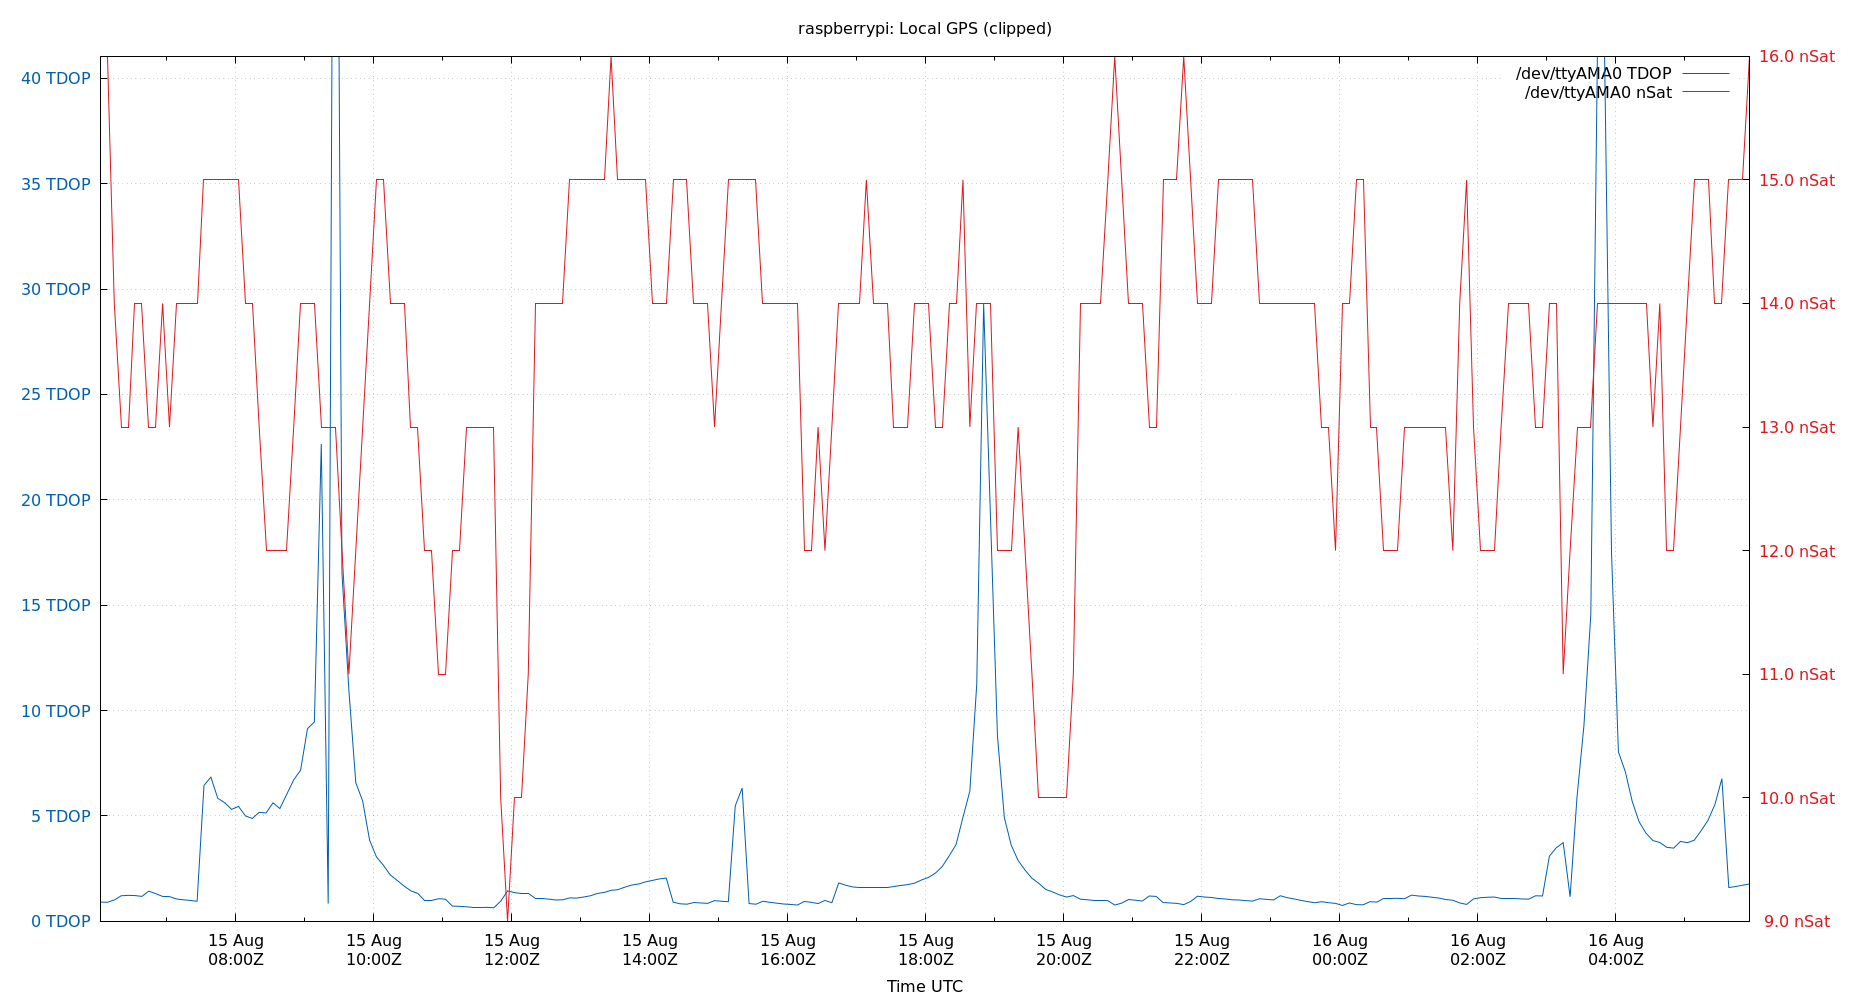 raspberrypi: Local GPS (clipped)
40 TDOP
35 TDOP
30 TDOP
25 TDOP
20 TDOP
15 TDOP
10 TDOP
5 TDOP
0 TDOP
16.0 nSat
15.0 nSat
14.0 nSat
13.0 nSat
12.0 nSat
11.0 nSat
10.0 nSat
9.0 nSat
/dev/ttyAMA0 TDOP
/dev/ttyAMA0 nSat
15 Aug
08:00Z
15 Aug
10:00Z
15 Aug
12:00Z
15 Aug
14:00Z
15 Aug
16:00Z
15 Aug
18:00Z
15 Aug
20:00Z
15 Aug
22:00Z
16 Aug
00:00Z
16 Aug
02:00Z
16 Aug
04:00Z
Time UTC